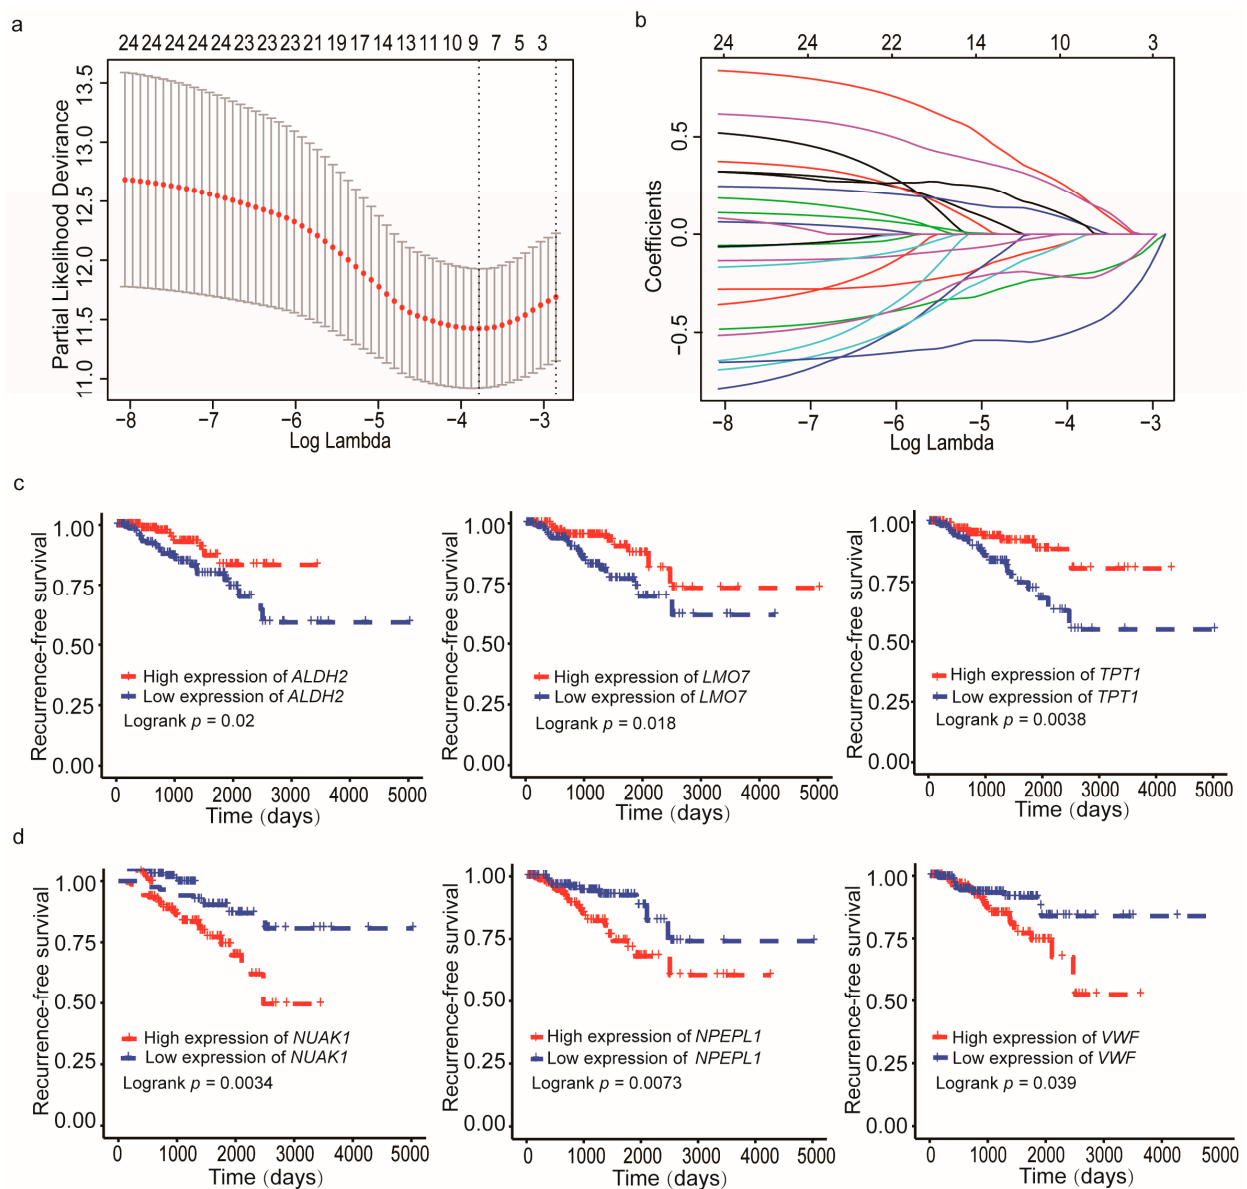 a
24 24 24 24 24 23 23 23 21 19 17 14 13 11 10 9 7 5 3
Partial Likelihood Devirance
13.5
13.0
12.5
12.0
11.5
11.0
−8 −7 −6 −5 −4 −3
Log Lambda
b
24 24 22 14 10 3
Coefficients
0.5
0.0
−0.5
−8 −7 −6 −5 −4 −3
Log Lambda
c
Recurrence-free survival
1.00
0.75
0.50
0.25
0.00
High expression of ALDH2
Low expression of ALDH2
Logrank p = 0.02
0 1000 2000 3000 4000 5000
Time (days)
Recurrence-free survival
1.00
0.75
0.50
0.25
0.00
High expression of LMO7
Low expression of LMO7
Logrank p = 0.018
0 1000 2000 3000 4000 5000
Time (days)
Recurrence-free survival
1.00
0.75
0.50
0.25
0.00
High expression of TPT1
Low expression of TPT1
Logrank p = 0.0038
0 1000 2000 3000 4000 5000
Time (days)
d
Recurrence-free survival
1.00
0.75
0.50
0.25
0.00
High expression of NUAK1
Low expression of NUAK1
Logrank p = 0.0034
0 1000 2000 3000 4000 5000
Time (days)
Recurrence-free survival
1.00
0.75
0.50
0.25
0.00
High expression of NPEPL1
Low expression of NPEPL1
Logrank p = 0.0073
0 1000 2000 3000 4000 5000
Time (days)
Recurrence-free survival
1.00
0.75
0.50
0.25
0.00
High expression of VWF
Low expression of VWF
Logrank p = 0.039
0 1000 2000 3000 4000 5000
Time (days)